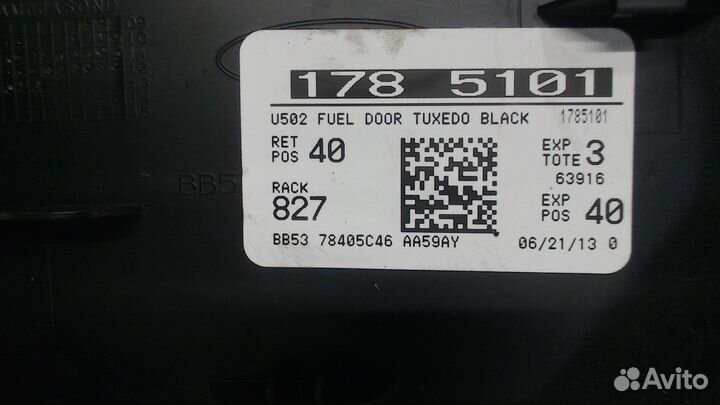 178 5101
U502 FUEL DOOR TUXEDO BLACK 1785101
RET POS 40
EXP TOTE 3
63916
RACK 827
EXP POS 40
BB53 78405C46 AA59AY 06/21/13 0
BB5
Avito